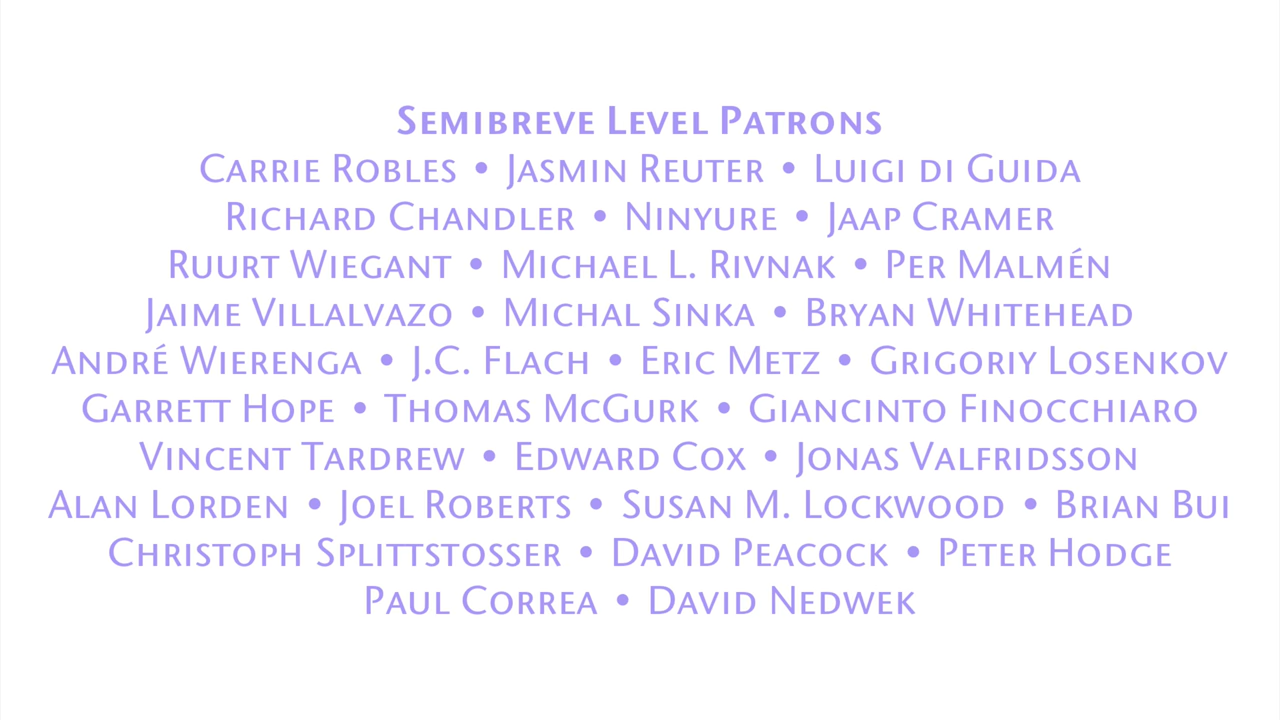 Semibreve Level Patrons
Carrie Robles • Jasmin Reuter • Luigi di Guida
Richard Chandler • Ninyure • Jaap Cramer
Ruurt Wiegant • Michael L. Rivnak • Per Malmén
Jaime Villalvazo • Michal Sinka • Bryan Whitehead
André Wierenga • J.C. Flach • Eric Metz • Grigoriy Losenkov
Garrett Hope • Thomas McGurk • Giancinto Finocchiaro
Vincent Tardrew • Edward Cox • Jonas Valfridsson
Alan Lorden • Joel Roberts • Susan M. Lockwood • Brian Bui
Christoph Splittstosser • David Peacock • Peter Hodge
Paul Correa • David Nedwek